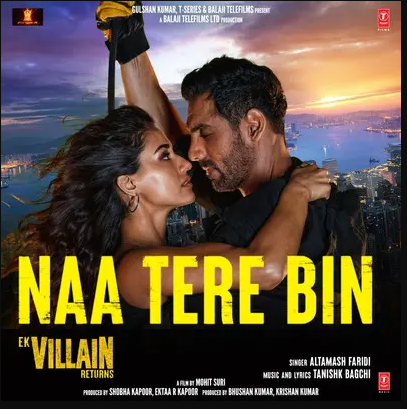 GULSHAN KUMAR, T-SERIES & BALAJI TELEFILMS PRESENT
A BALAJI TELEFILMS LTD PRODUCTION
T
SERIES
NAA TERE BIN
EK
VILLAIN
RETURNS
SINGER ALTAMASH FARIDI
MUSIC AND LYRICS TANISHK BAGCHI
A FILM BY MOHIT SURI
PRODUCED BY SHOBHA KAPOOR, EKTAA R KAPOOR PRODUCED BY BHUSHAN KUMAR, KRISHAN KUMAR
T
SERIES